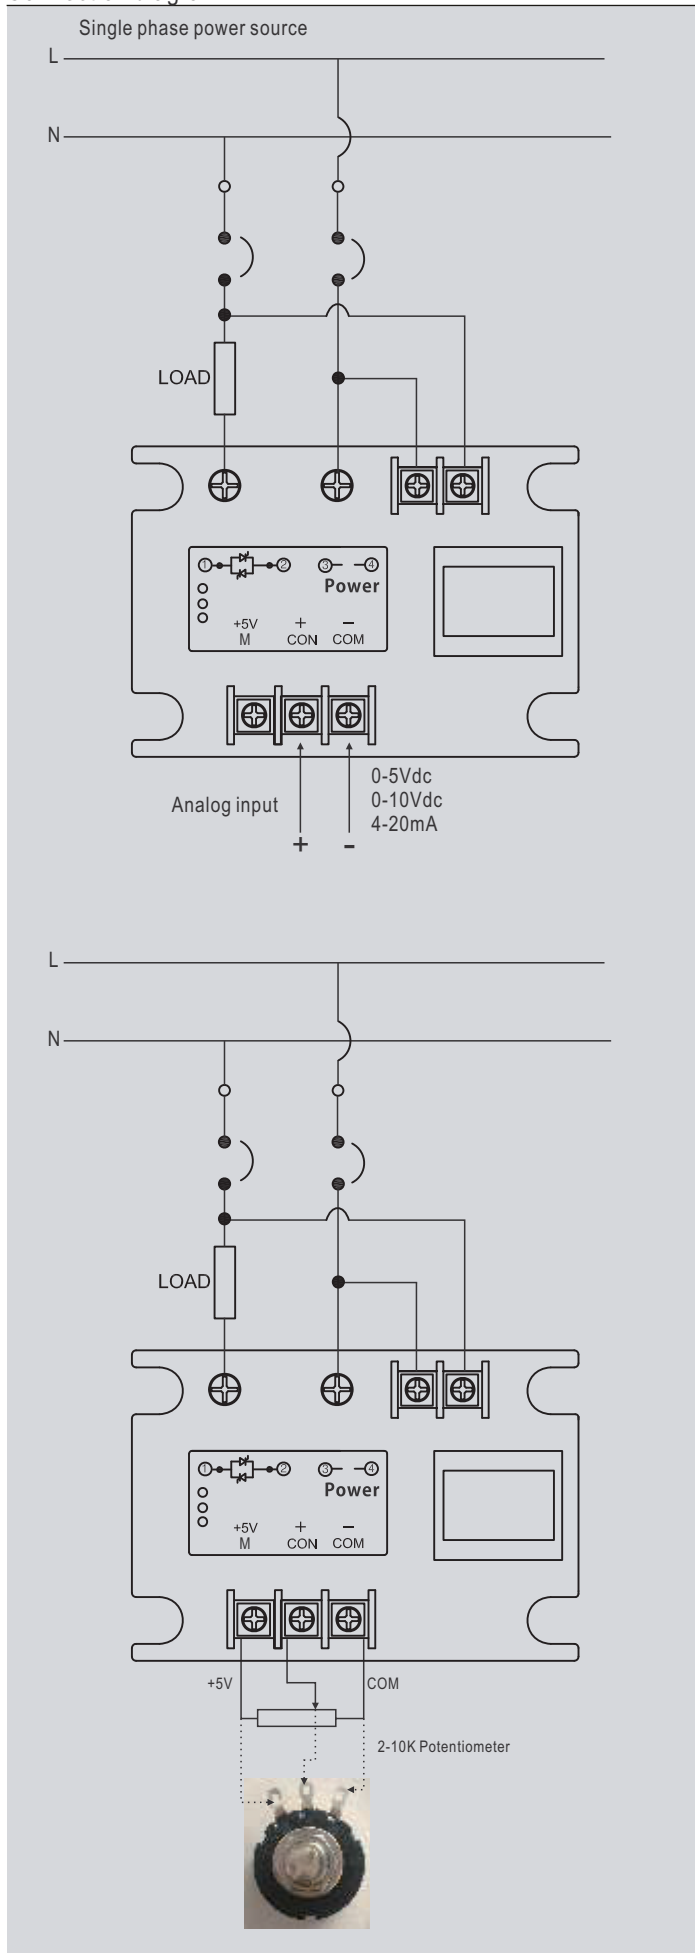 Single phase power source
L
N
LOAD
1 2 3 4
Power
+5V + −
M CON COM
0-5Vdc
Analog input 0-10Vdc
4-20mA
+ -
L
N
LOAD
1 2 3 4
Power
+5V + −
M CON COM
+5V COM
2-10K Potentiometer